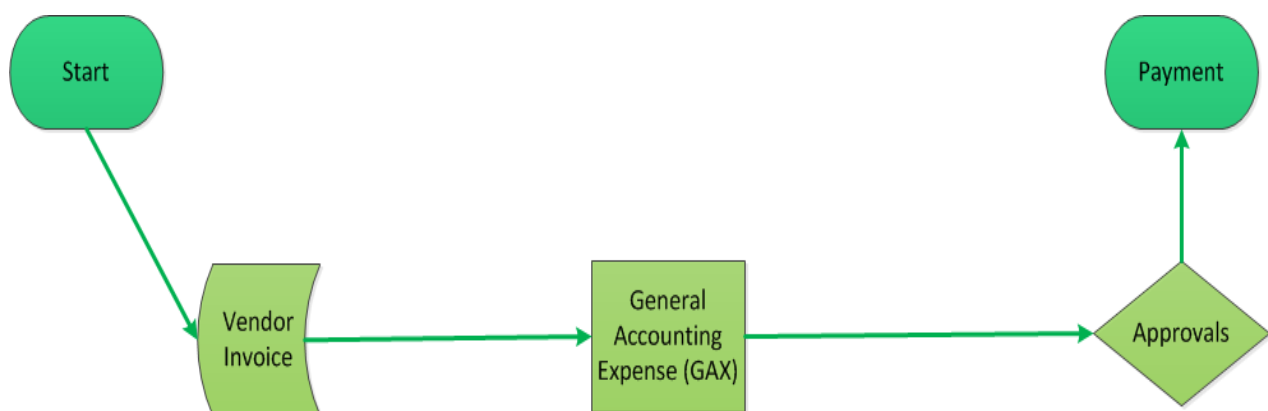 Start
Payment
Vendor
Invoice
General
Accounting
Expense (GAX)
Approvals